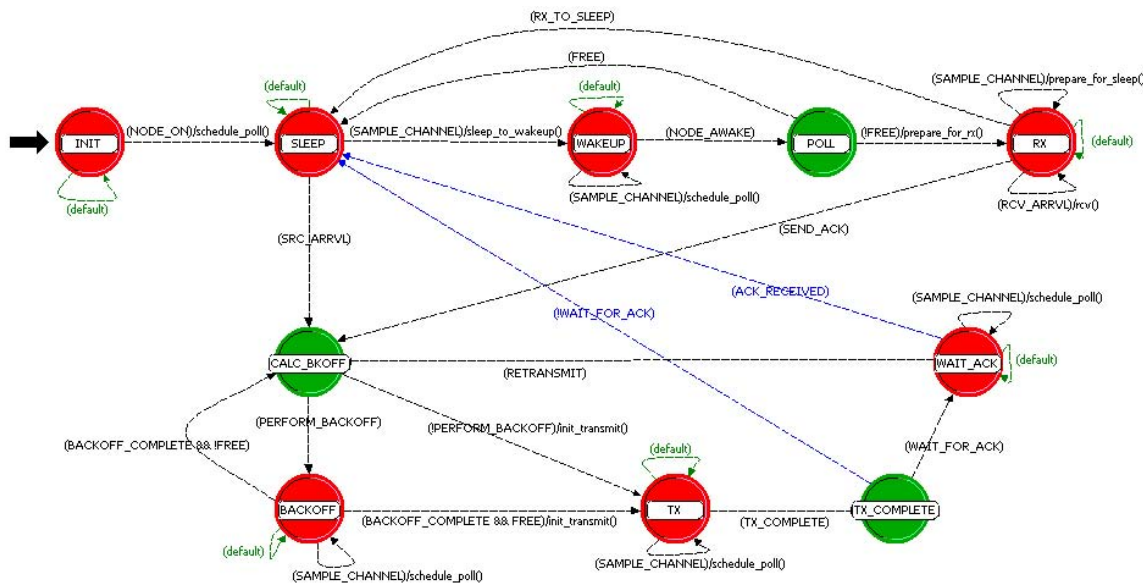 (RX_TO_SLEEP)
(FREE)
(SAMPLE_CHANNEL)/prepare_for_sleep()
(default)
(default)
(NODE_ON)/schedule_poll()
(SAMPLE_CHANNEL)/sleep_to_wakeup()
(NODE_AWAKE)
(!FREE)/prepare_for_rx()
(default)
INIT
SLEEP
WAKEUP
POLL
RX
(default)
(SAMPLE_CHANNEL)/schedule_poll()
(RCV_ARRVL)/rcv()
(SRC_ARRVL)
(SEND_ACK)
(ACK_RECEIVED)
(SAMPLE_CHANNEL)/schedule_poll()
(!WAIT_FOR_ACK)
CALC_BKOFF
WAIT_ACK
(default)
(RETRANSMIT)
(PERFORM_BACKOFF)
(PERFORM_BACKOFF)/init_transmit()
(BACKOFF_COMPLETE && !FREE)
(default)
(WAIT_FOR_ACK)
BACKOFF
TX
TX_COMPLETE
(BACKOFF_COMPLETE && FREE)/init_transmit()
(TX_COMPLETE)
(default)
(SAMPLE_CHANNEL)/schedule_poll()
(SAMPLE_CHANNEL)/schedule_poll()